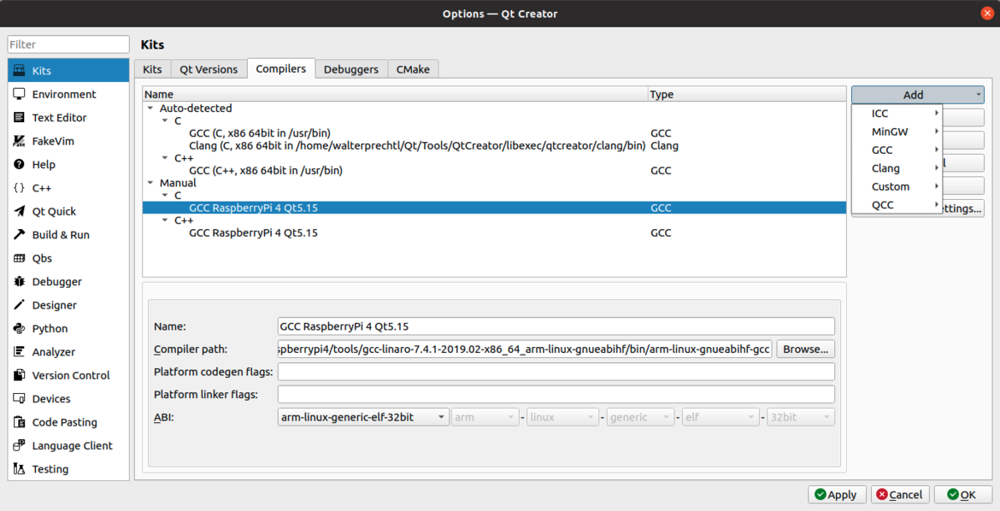 Options — Qt Creator
Filter
Kits
Environment
Text Editor
FakeVim
Help
{} C++
Qt Quick
Build & Run
Qbs
Debugger
Designer
Python
Analyzer
Version Control
Devices
Code Pasting
Language Client
Testing
Kits
Kits Qt Versions Compilers Debuggers CMake
Name Type
Auto-detected
C
GCC (C, x86 64bit in /usr/bin) GCC
Clang (C, x86 64bit in /home/walterprechtl/Qt/Tools/QtCreator/libexec/qtcreator/clang/bin) Clang
C++
GCC (C++, x86 64bit in /usr/bin) GCC
Manual
C
GCC RaspberryPi 4 Qt5.15 GCC
C++
GCC RaspberryPi 4 Qt5.15 GCC
Add
ICC
MinGW
GCC
Clang
Custom
QCC
ettings...
Name: GCC RaspberryPi 4 Qt5.15
Compiler path: spberrypi4/tools/gcc-linaro-7.4.1-2019.02-x86_64_arm-linux-gnueabihf/bin/arm-linux-gnueabihf-gcc Browse...
Platform codegen flags:
Platform linker flags:
ABI: arm-linux-generic-elf-32bit arm - linux - generic - elf - 32bit
Apply Cancel OK